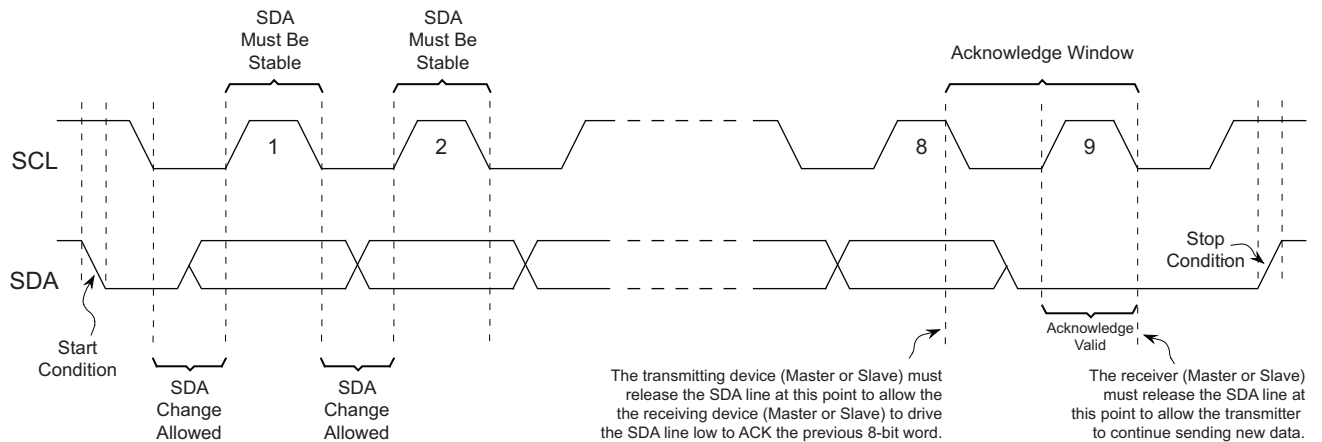 SDA
Must Be
Stable
SDA
Must Be
Stable
Acknowledge Window
SCL
1
2
8
9
SDA
Stop
Condition
Start
Condition
Acknowledge
Valid
SDA
Change
Allowed
SDA
Change
Allowed
The transmitting device (Master or Slave) must
release the SDA line at this point to allow the
the receiving device (Master or Slave) to drive
the SDA line low to ACK the previous 8-bit word.
The receiver (Master or Slave)
must release the SDA line at
this point to allow the transmitter
to continue sending new data.